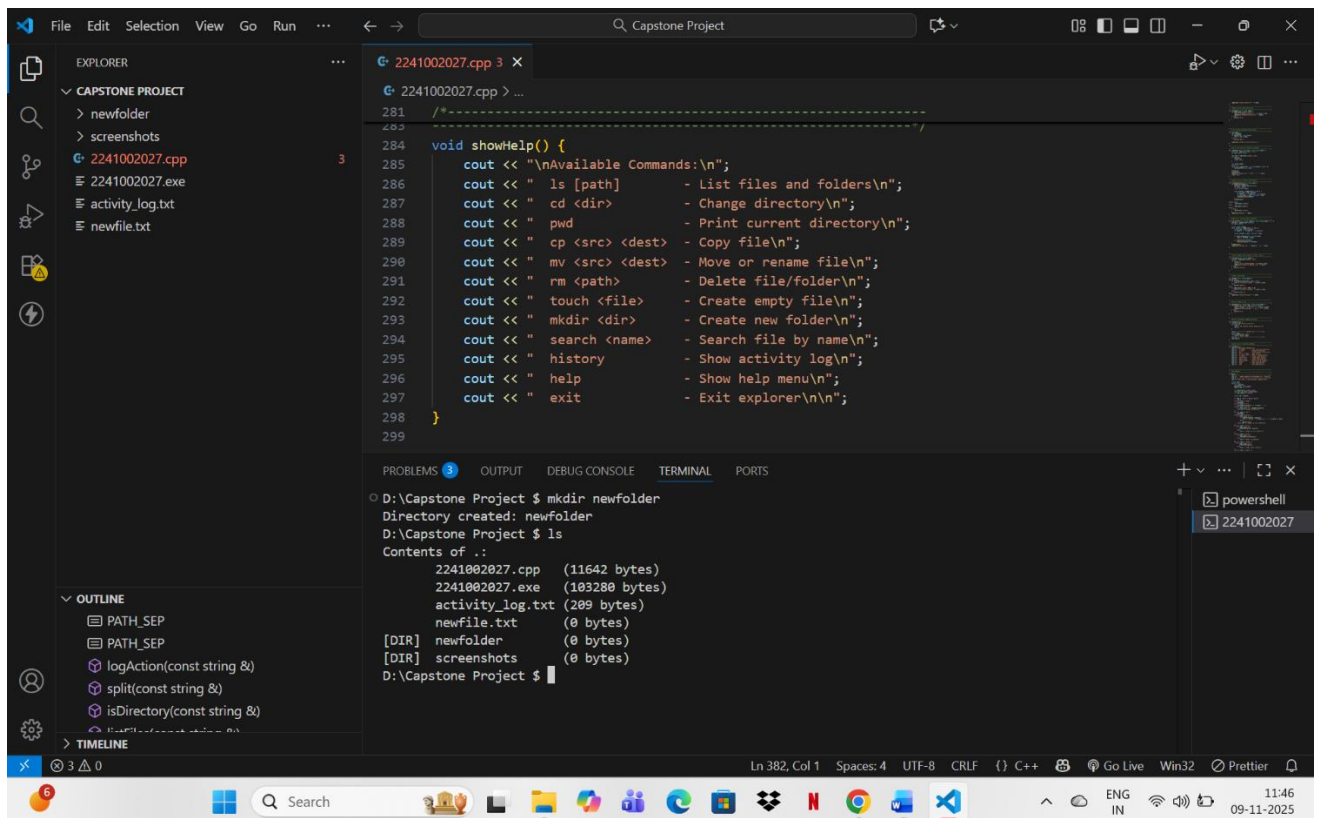 File Edit Selection View Go Run ··· ← → Capstone Project
EXPLORER ···
CAPSTONE PROJECT
> newfolder
> screenshots
2241002027.cpp 3
2241002027.exe
activity_log.txt
newfile.txt
OUTLINE
PATH_SEP
PATH_SEP
logAction(const string &)
split(const string &)
isDirectory(const string &)
> TIMELINE
2241002027.cpp 3 ×
2241002027.cpp > ...
281 /*-------------------------------------------------------------
283 -------------------------------------------------------------*/
284 void showHelp() {
285     cout << "\nAvailable Commands:\n";
286     cout << "  ls [path]        - List files and folders\n";
287     cout << "  cd <dir>         - Change directory\n";
288     cout << "  pwd              - Print current directory\n";
289     cout << "  cp <src> <dest>  - Copy file\n";
290     cout << "  mv <src> <dest>  - Move or rename file\n";
291     cout << "  rm <path>        - Delete file/folder\n";
292     cout << "  touch <file>     - Create empty file\n";
293     cout << "  mkdir <dir>      - Create new folder\n";
294     cout << "  search <name>    - Search file by name\n";
295     cout << "  history          - Show activity log\n";
296     cout << "  help             - Show help menu\n";
297     cout << "  exit             - Exit explorer\n\n";
298 }
299
PROBLEMS 3 OUTPUT DEBUG CONSOLE TERMINAL PORTS
D:\Capstone Project $ mkdir newfolder
Directory created: newfolder
D:\Capstone Project $ ls
Contents of .:
       2241002027.cpp   (11642 bytes)
       2241002027.exe   (103280 bytes)
       activity_log.txt (209 bytes)
       newfile.txt      (0 bytes)
[DIR]  newfolder        (0 bytes)
[DIR]  screenshots      (0 bytes)
D:\Capstone Project $
powershell
2241002027
3 0 Ln 382, Col 1 Spaces: 4 UTF-8 CRLF {} C++ Go Live Win32 Prettier
6 Search ENG 11:46
IN 09-11-2025